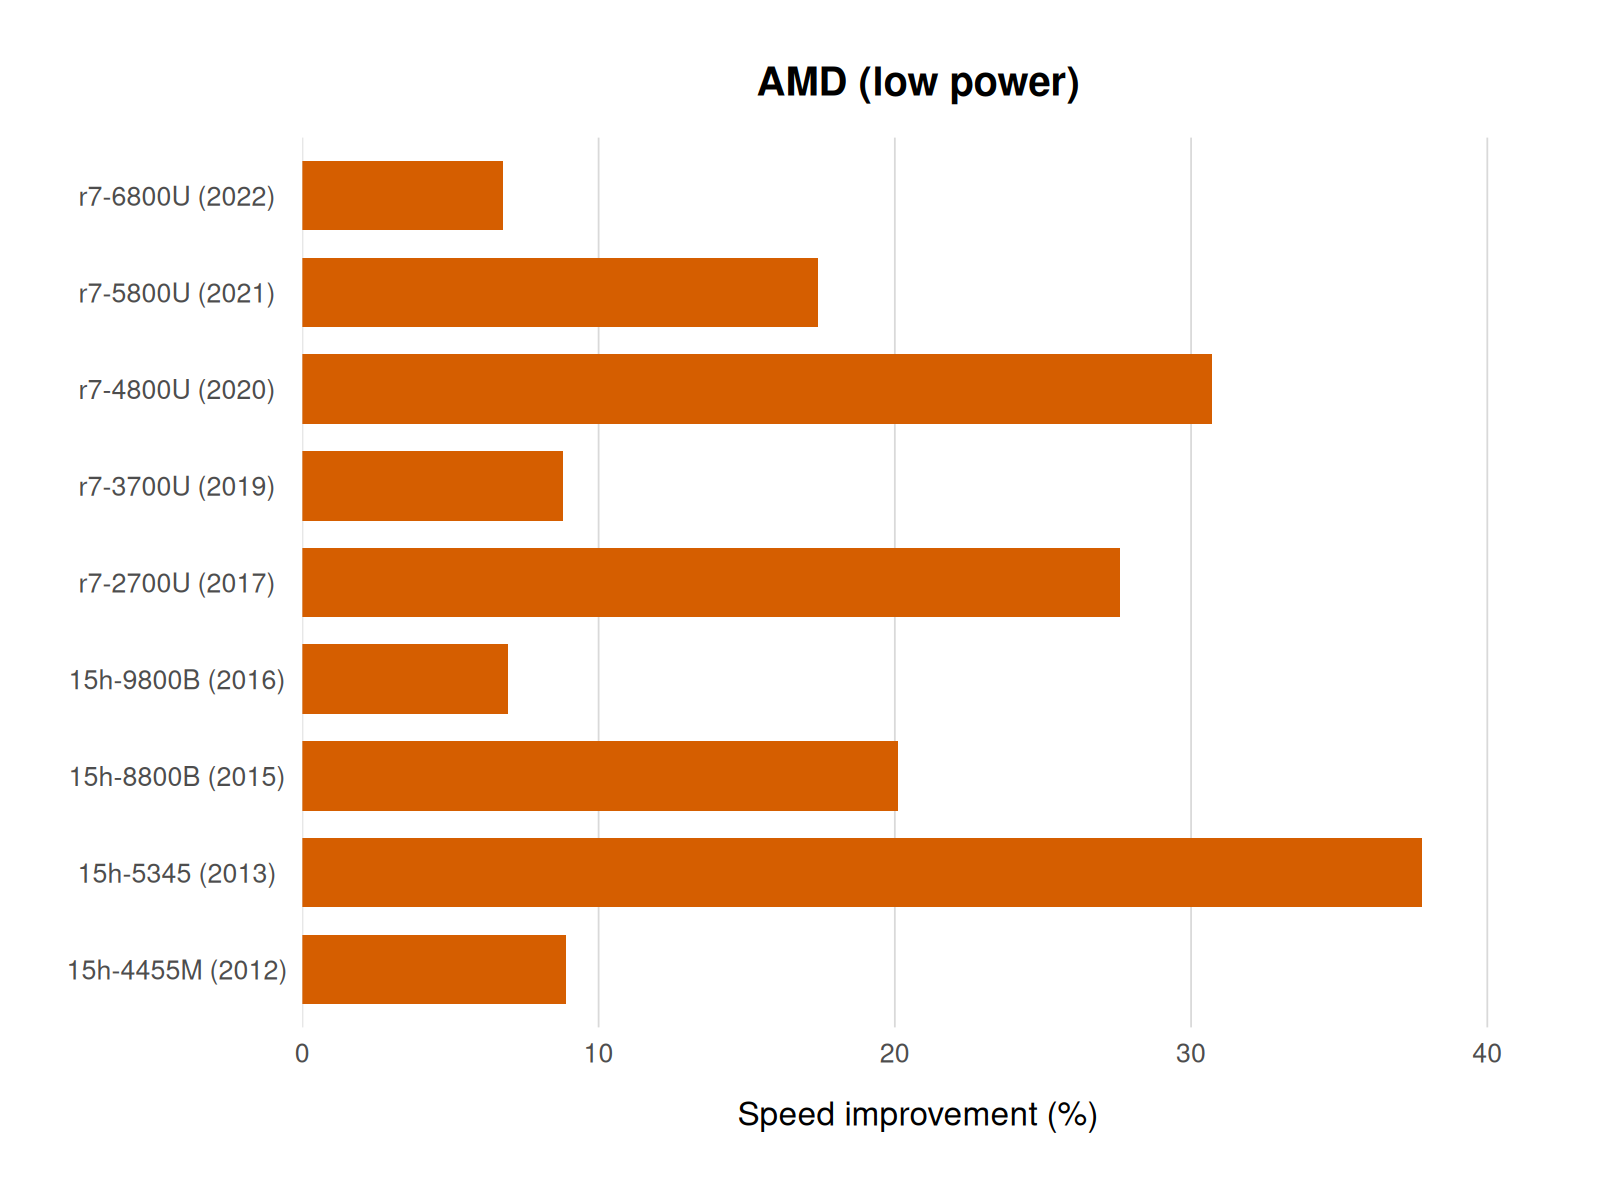 AMD (low power)
r7-6800U (2022)
r7-5800U (2021)
r7-4800U (2020)
r7-3700U (2019)
r7-2700U (2017)
15h-9800B (2016)
15h-8800B (2015)
15h-5345 (2013)
15h-4455M (2012)
0 10 20 30 40
Speed improvement (%)